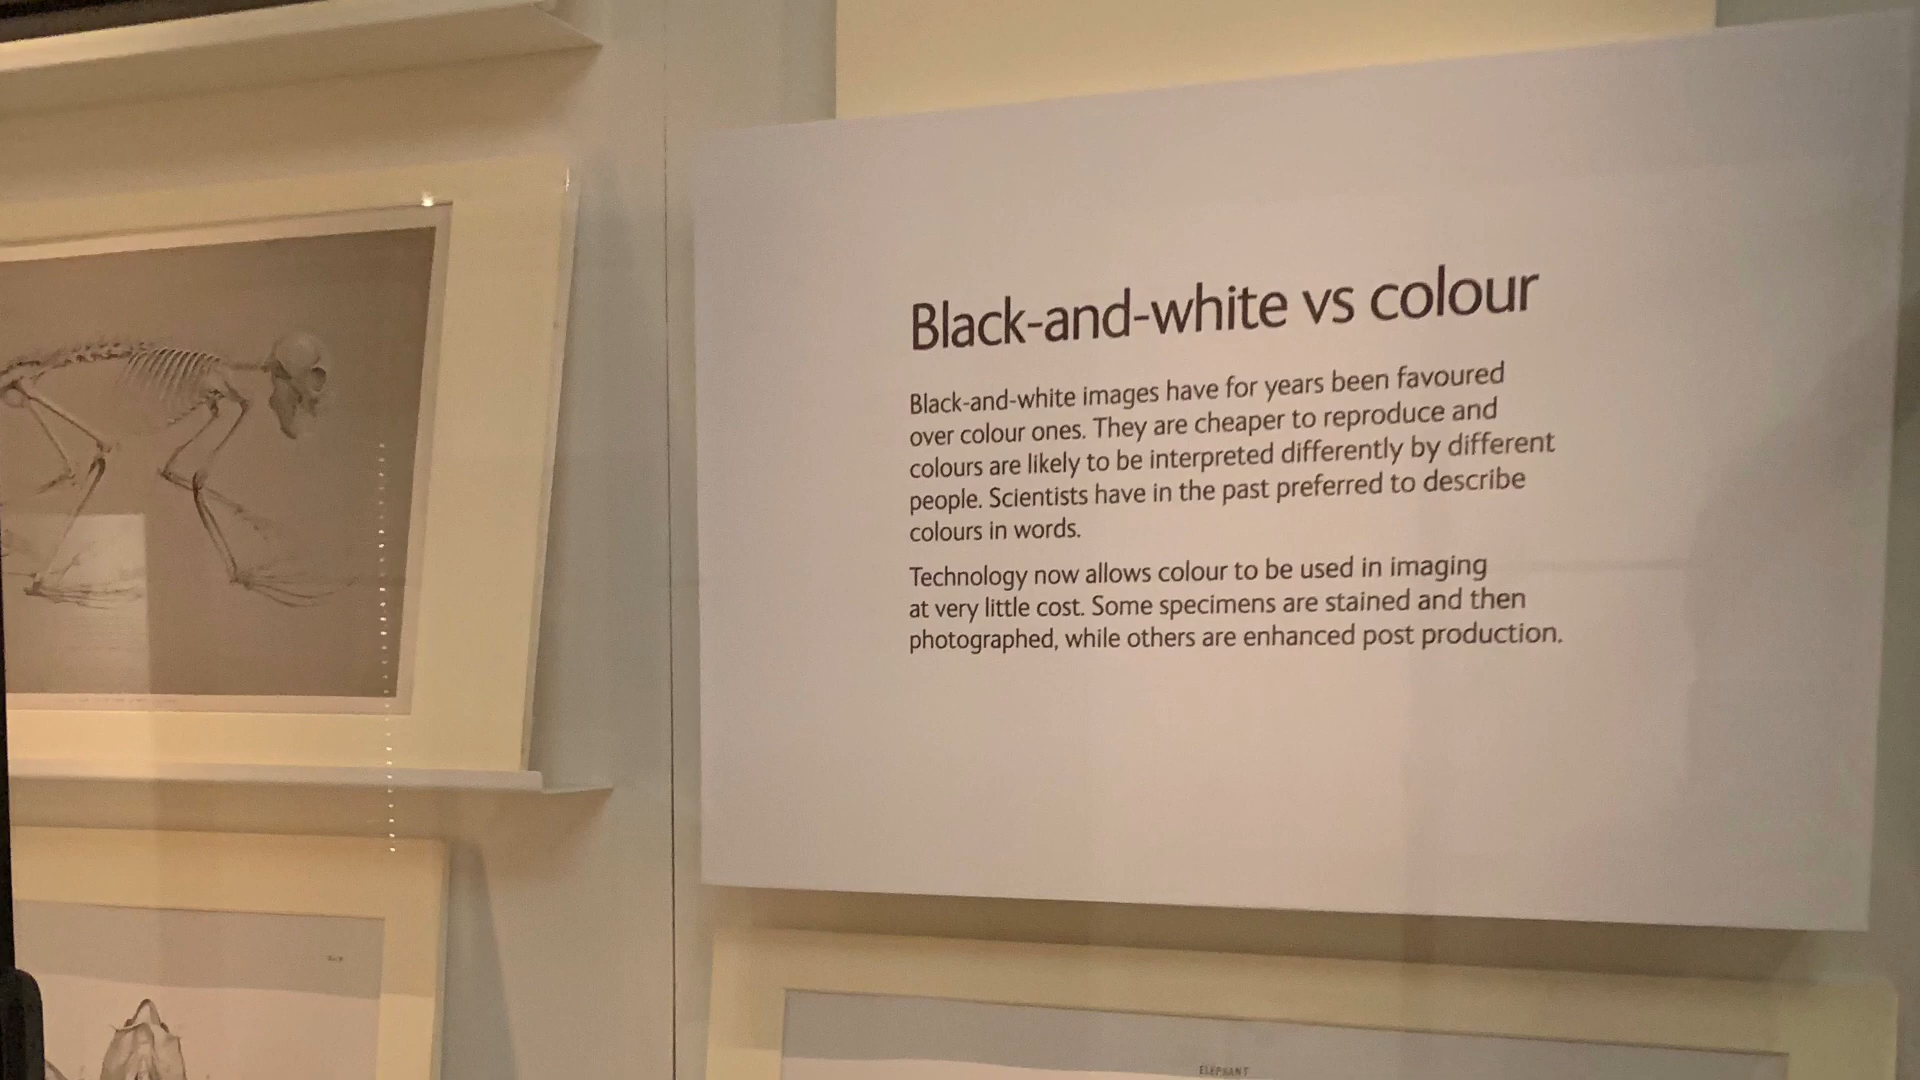 Black-and-white vs colour
Black-and-white images have for years been favoured
over colour ones. They are cheaper to reproduce and
colours are likely to be interpreted differently by different
people. Scientists have in the past preferred to describe
colours in words.
Technology now allows colour to be used in imaging
at very little cost. Some specimens are stained and then
photographed, while others are enhanced post production.
ELEPHANT